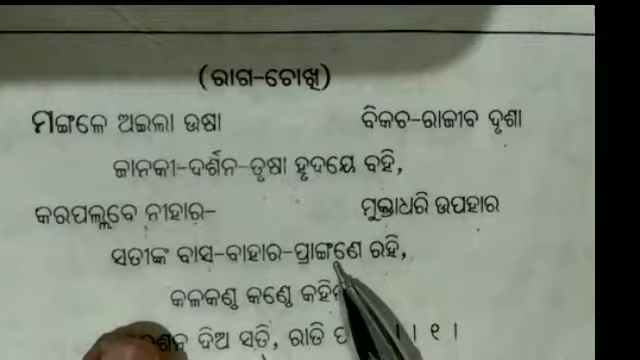 (ରାଗ-ଚୋଖି)
ମଙ୍ଗଳେ ଅଇଲା ଉଷା ବିକଚ-ରାଜୀବ ଦୃଶା
ଜାନକୀ-ଦର୍ଶନ-ତୃଷା ହୃଦୟେ ବହି,
କରପଲ୍ଲବେ ନୀହାର- ମୁକ୍ତାଧରି ଉପହାର
ସତୀଙ୍କ ବାସ-ବାହାର-ପ୍ରାଙ୍ଗଣେ ରହି,
କଳକଣ୍ଠ କଣ୍ଠେ
ଦିଅ ସତି, ରାତି । ୧ ।